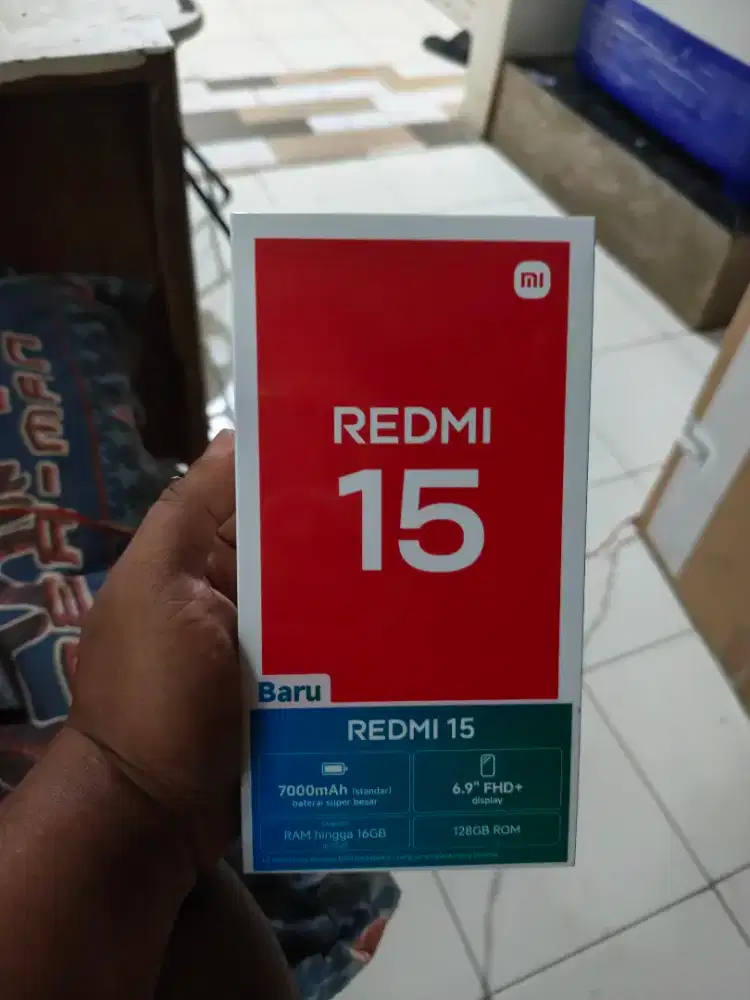 mi
REDMI
15
Baru
REDMI 15
7000mAh (standar)
baterai super besar
6.9" FHD+
display
RAM hingga 16GB
128GB ROM